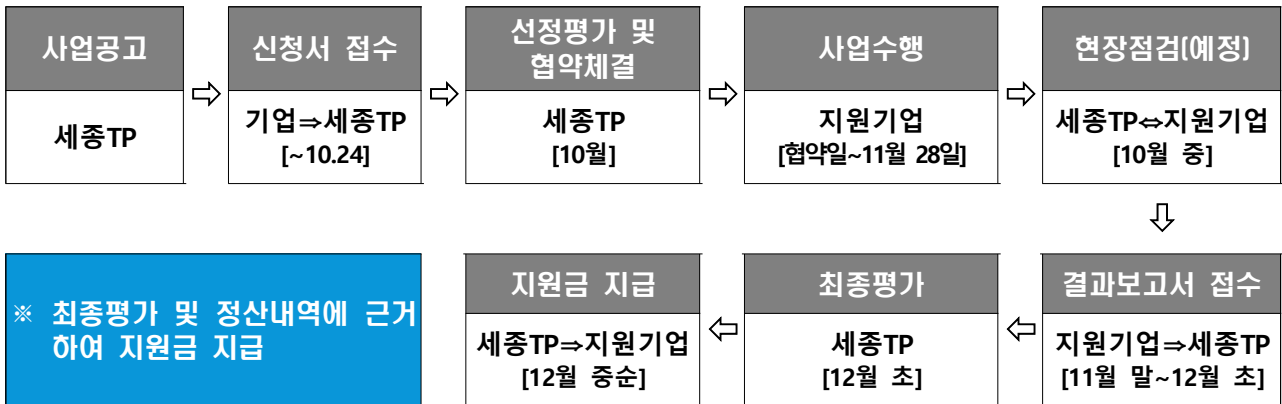 사업공고
세종TP
신청서 접수
기업⇒세종TP
[~10.24]
선정평가 및
협약체결
세종TP
[10월]
사업수행
지원기업
[협약일~11월 28일]
현장점검(예정)
세종TP⇔지원기업
[10월 중]
결과보고서 접수
지원기업⇒세종TP
[11월 말~12월 초]
최종평가
세종TP
[12월 초]
지원금 지급
세종TP⇒지원기업
[12월 중순]
※ 최종평가 및 정산내역에 근거
하여 지원금 지급